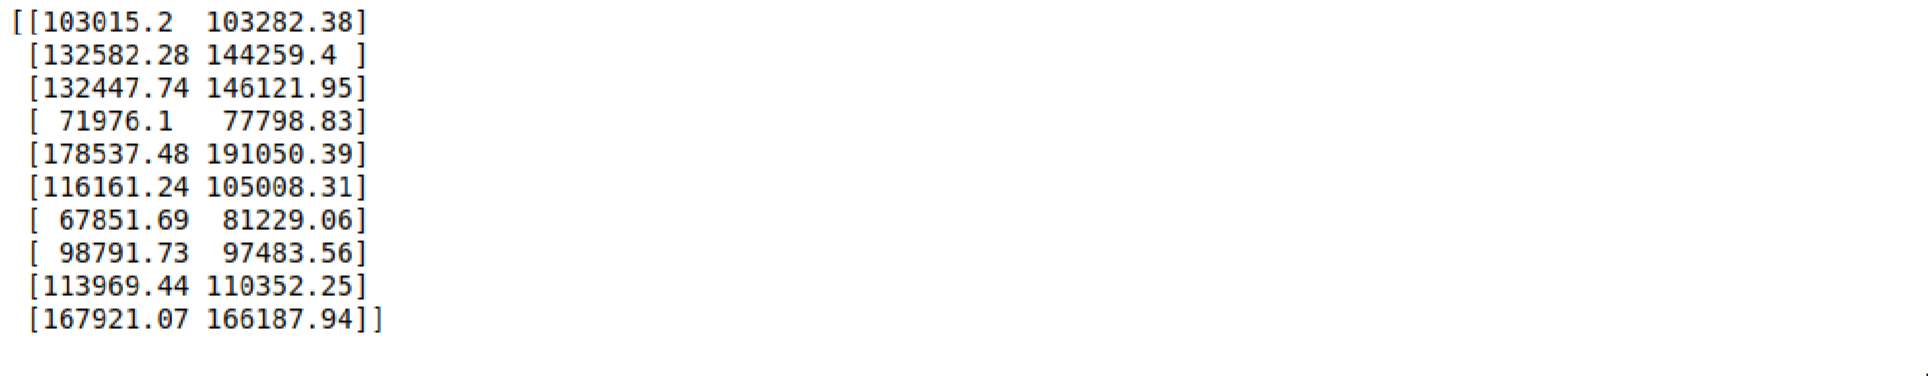 [[103015.2  103282.38]
 [132582.28 144259.4 ]
 [132447.74 146121.95]
 [ 71976.1   77798.83]
 [178537.48 191050.39]
 [116161.24 105008.31]
 [ 67851.69  81229.06]
 [ 98791.73  97483.56]
 [113969.44 110352.25]
 [167921.07 166187.94]]